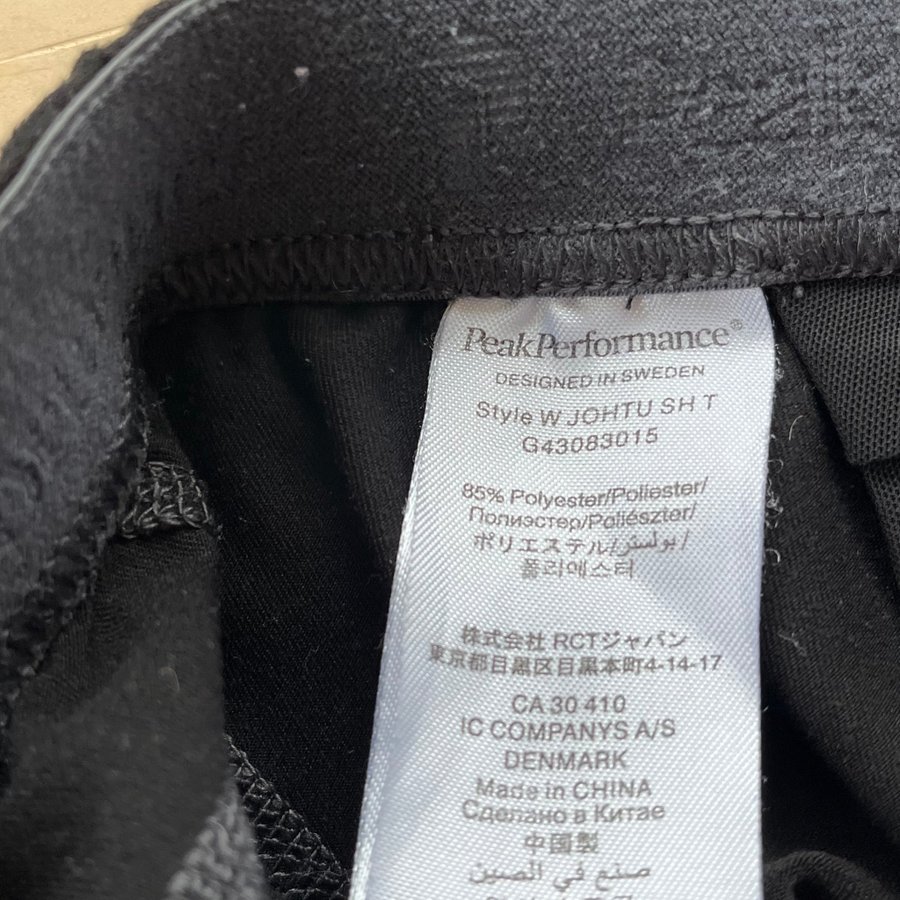 PeakPerformance®
DESIGNED IN SWEDEN
Style W JOHTU SH T
G43083015
85% Polyester/Poliester/
Полиэстер/Poliészter/
ポリエステル/بولستر/
폴리에스터
株式会社 RCTジャパン
東京都目黒区目黒本町4-14-17
CA 30 410
IC COMPANYS A/S
DENMARK
Made in CHINA
Сделано в Китае
中国製
صنع في الصين